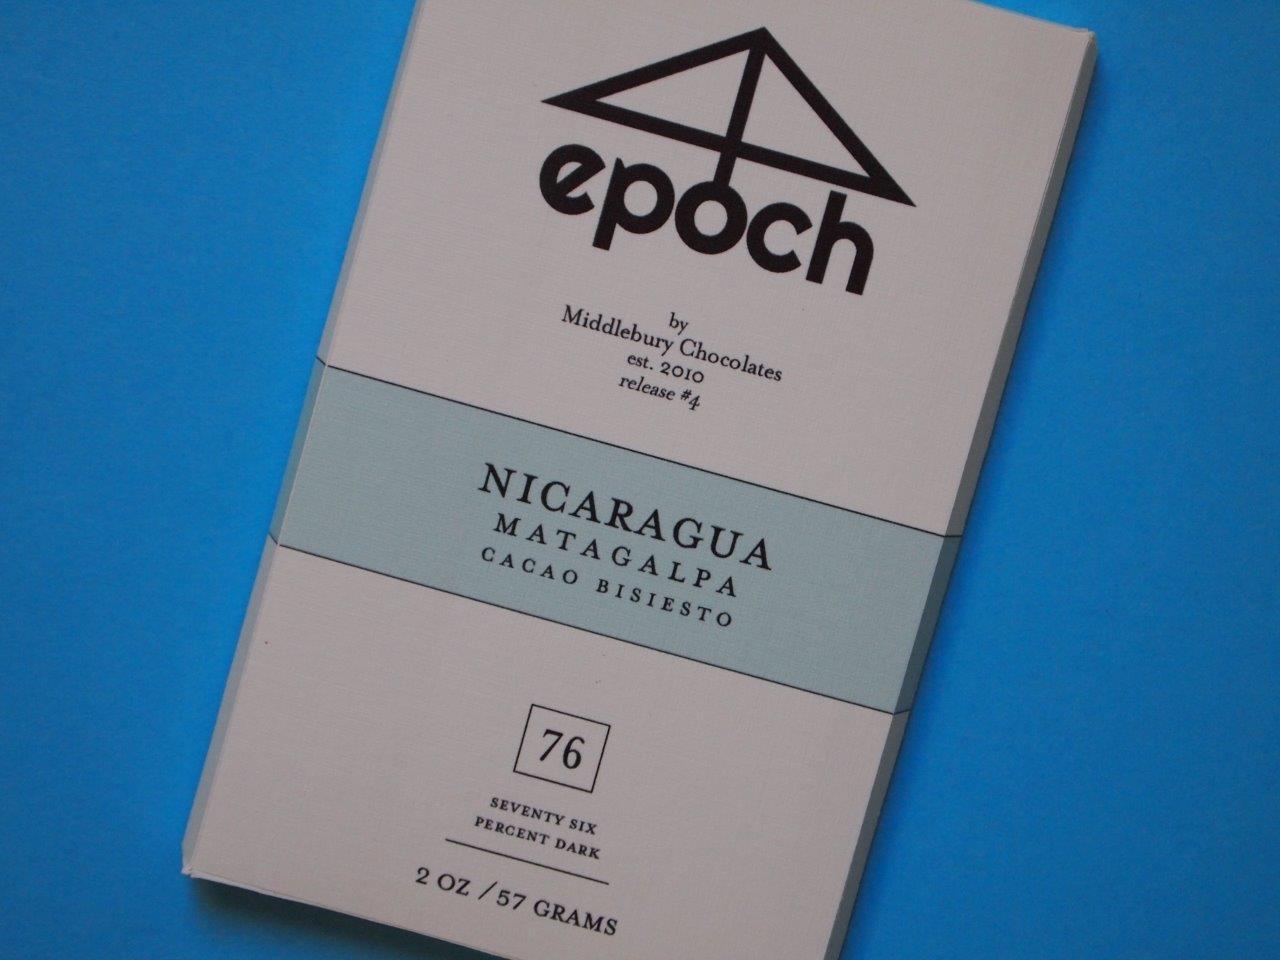 epoch
by
Middlebury Chocolates
est. 2010
release #4
NICARAGUA
MATAGALPA
CACAO BISIESTO
76
SEVENTY SIX
PERCENT DARK
2 OZ / 57 GRAMS